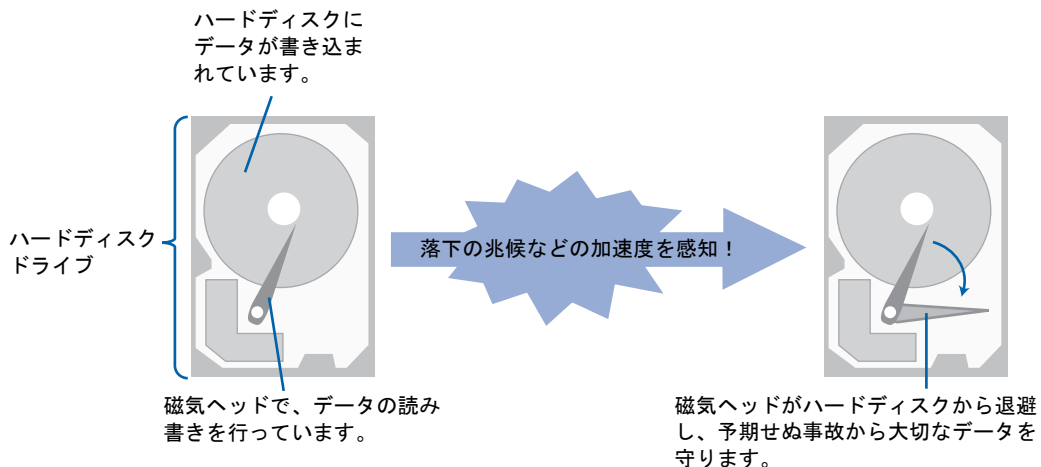 ハードディスクに
データが書き込ま
れています。
ハードディスク
ドライブ
落下の兆候などの加速度を感知！
磁気ヘッドで、データの読み
書きを行っています。
磁気ヘッドがハードディスクから退避
し、予期せぬ事故から大切なデータを
守ります。